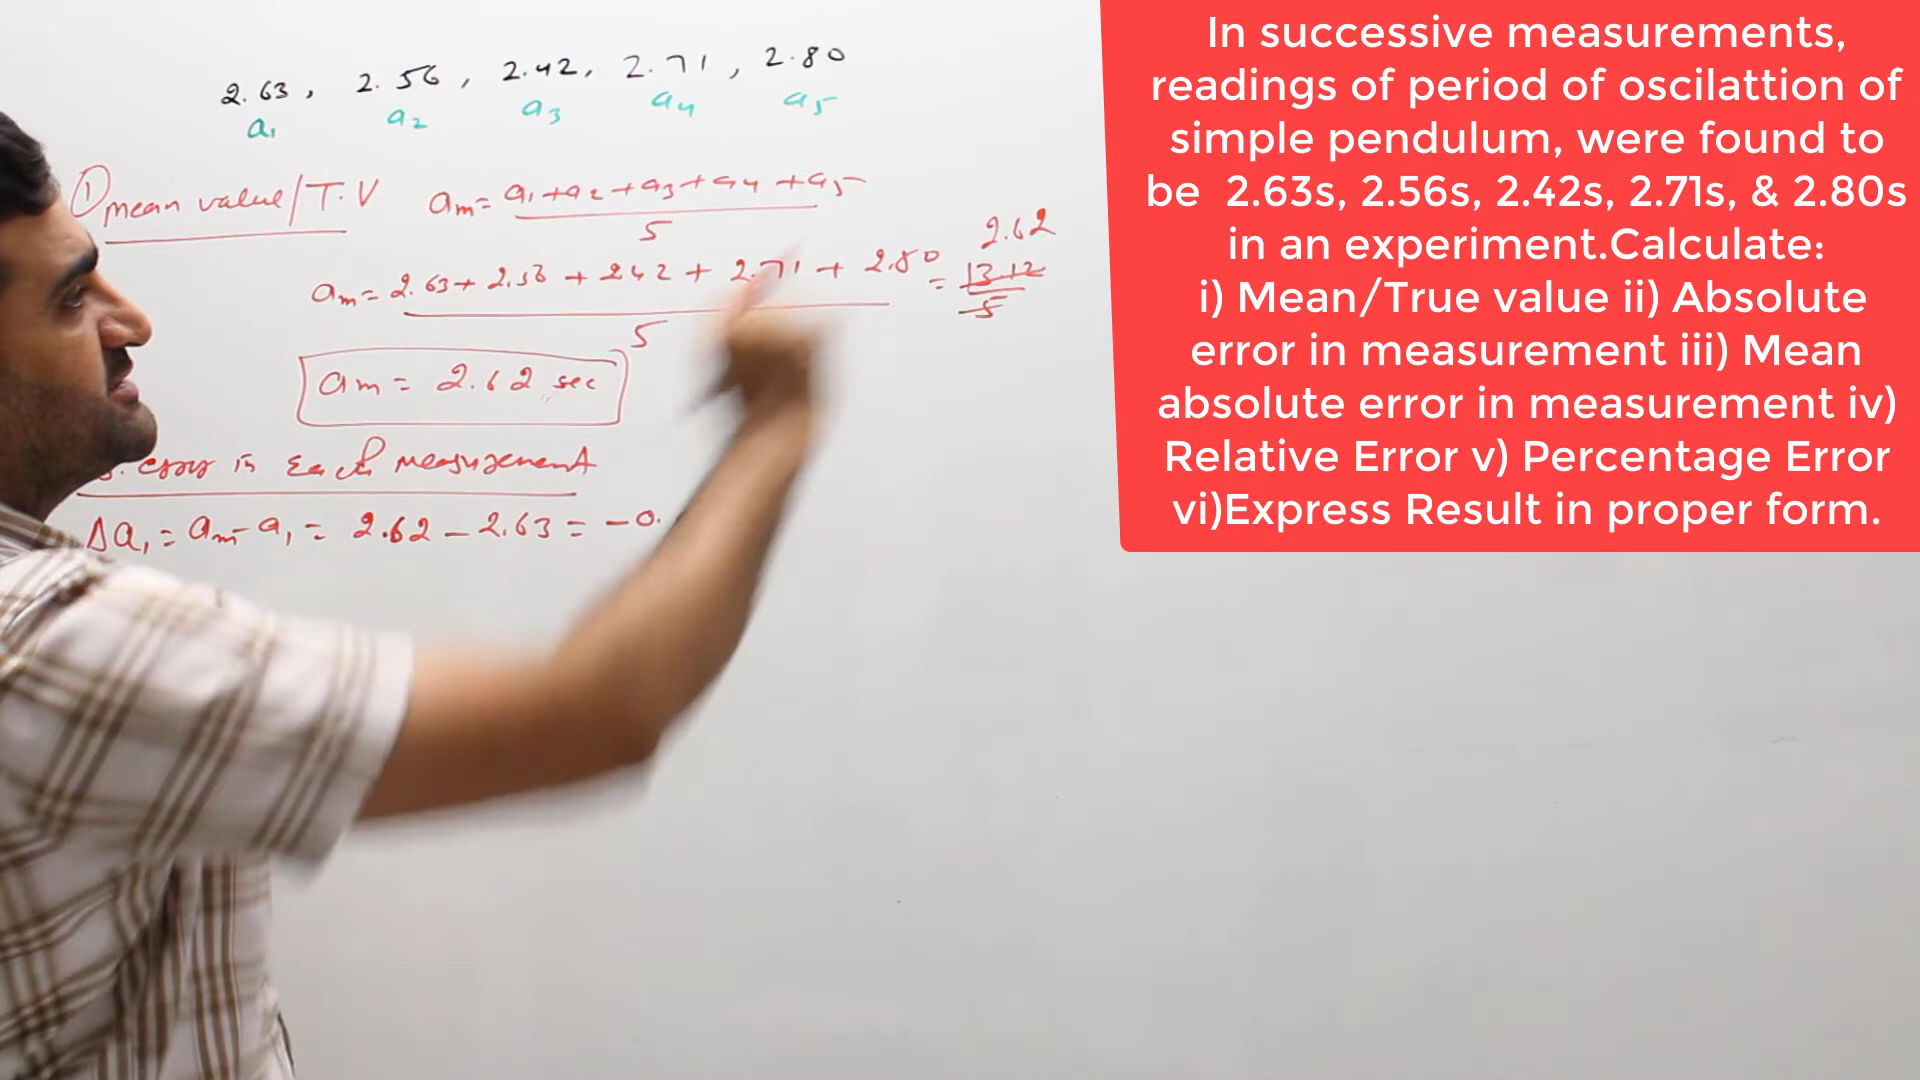 2.63, 2.56, 2.42, 2.71, 2.80
a1 a2 a3 a4 a5
① mean value/T.V am = a1+a2+a3+a4+a5
5
2.62
am = 2.63+ 2.56 + 2.42 + 2.71 + 2.80 = 13.12
5 5
am = 2.62 sec
in Each measurement
Δa1 = am-a1 = 2.62 - 2.63 = -0.
In successive measurements,
readings of period of oscilattion of
simple pendulum, were found to
be 2.63s, 2.56s, 2.42s, 2.71s, & 2.80s
in an experiment.Calculate:
i) Mean/True value ii) Absolute
error in measurement iii) Mean
absolute error in measurement iv)
Relative Error v) Percentage Error
vi)Express Result in proper form.